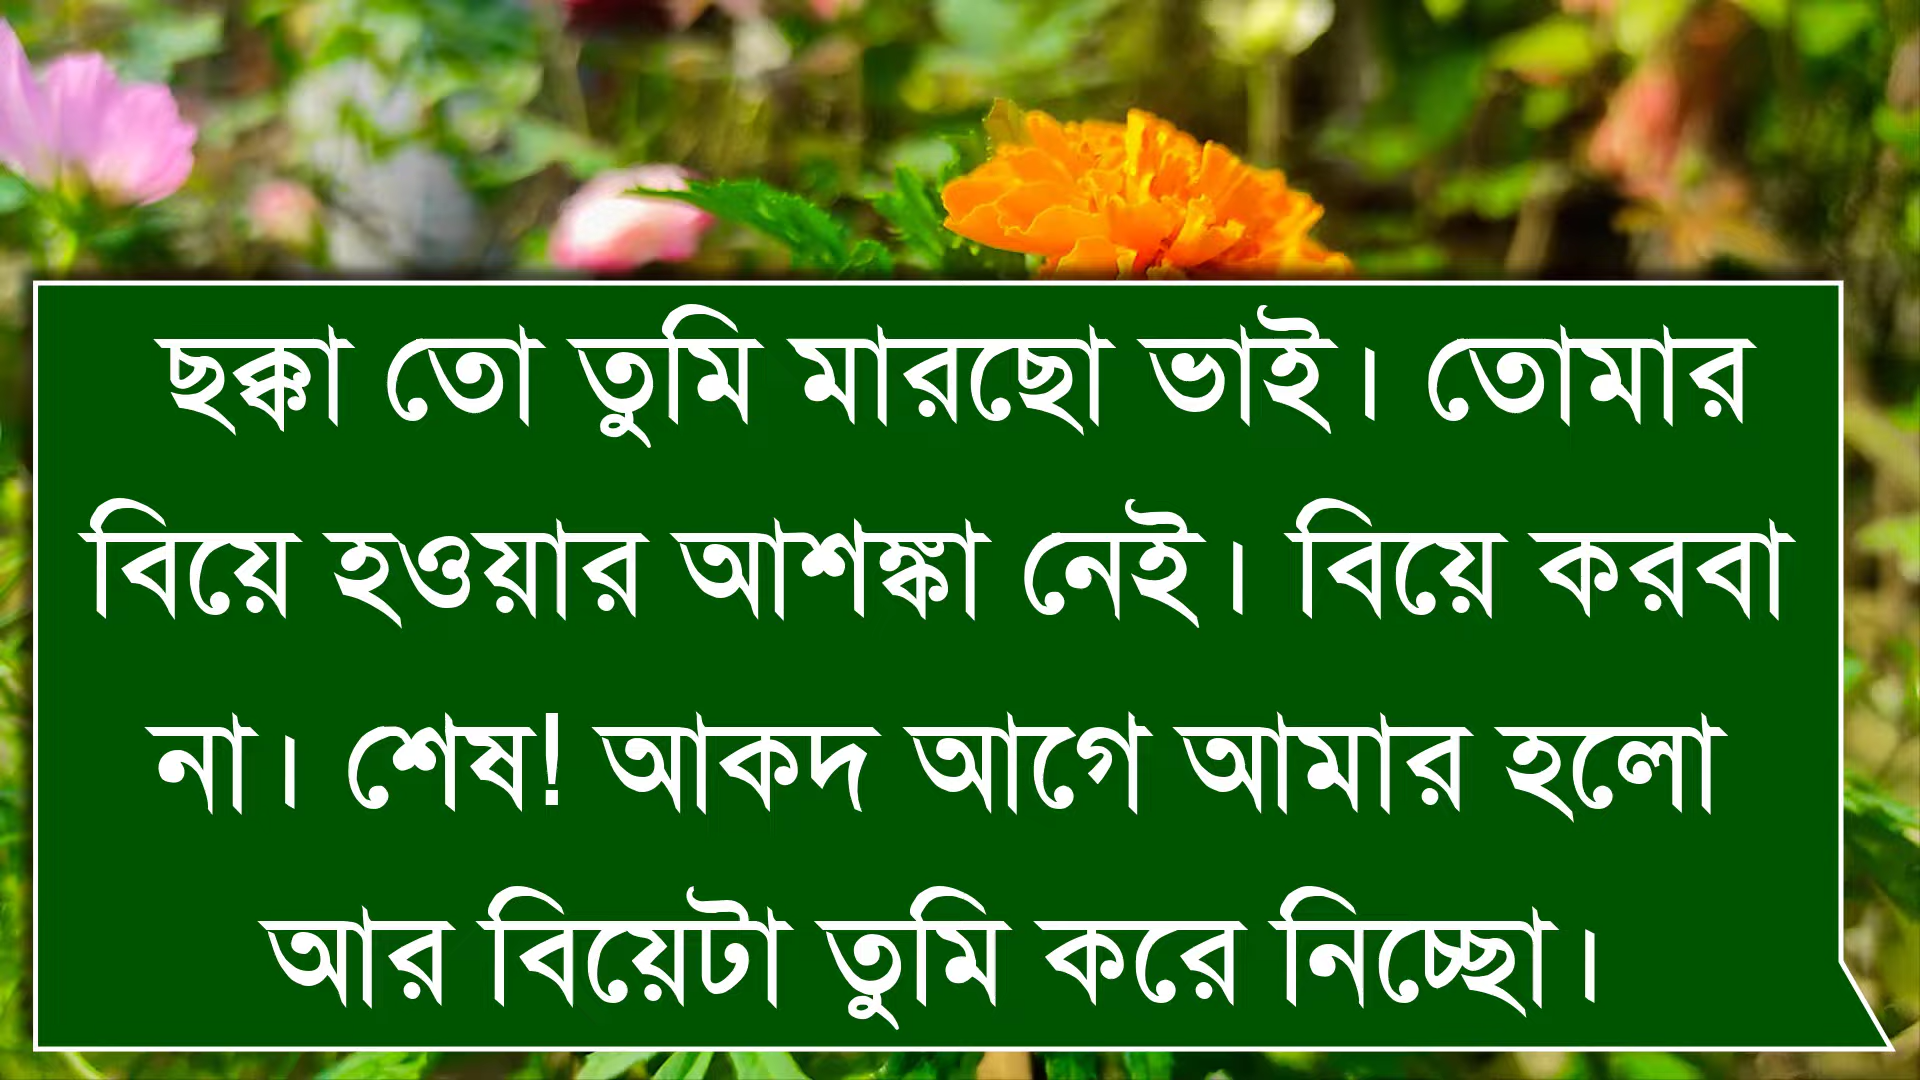 ছক্কা তো তুমি মারছো ভাই। তোমার
বিয়ে হওয়ার আশঙ্কা নেই। বিয়ে করবা
না। শেষ! আকদ আগে আমার হলো
আর বিয়েটা তুমি করে নিচ্ছো।